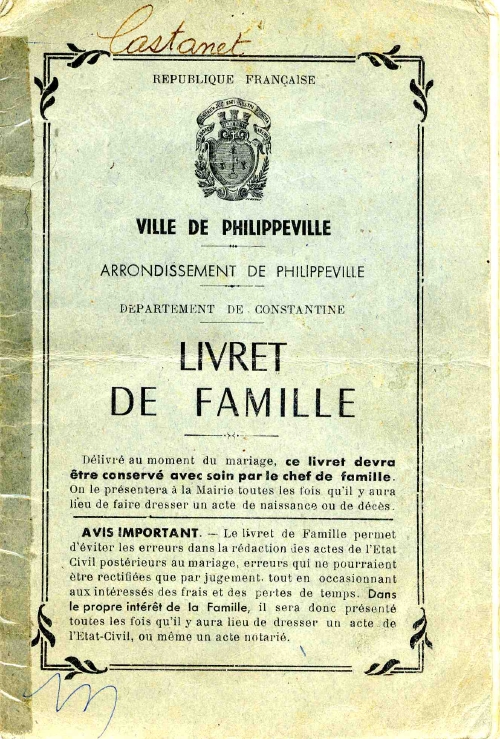 Castanet
REPUBLIQUE FRANÇAISE
VILLE DE PHILIPPEVILLE
ARRONDISSEMENT DE PHILIPPEVILLE
DEPARTEMENT DE CONSTANTINE
LIVRET
DE FAMILLE
Délivré au moment du mariage, ce livret devra
être conservé avec soin par le chef de famille.
On le présentera à la Mairie toutes les fois qu'il y aura
lieu de faire dresser un acte de naissance ou de décès.
AVIS IMPORTANT. — Le livret de Famille permet
d'éviter les erreurs dans la rédaction des actes de l'Etat
Civil postérieurs au mariage, erreurs qui ne pourraient
être rectifiées que par jugement. tout en occasionnant
aux intéressés des frais et des pertes de temps. Dans
le propre intérêt de la Famille, il sera donc présenté
toutes les fois qu'il y aura lieu de dresser un acte de
l'Etat-Civil, ou même un acte notarié.